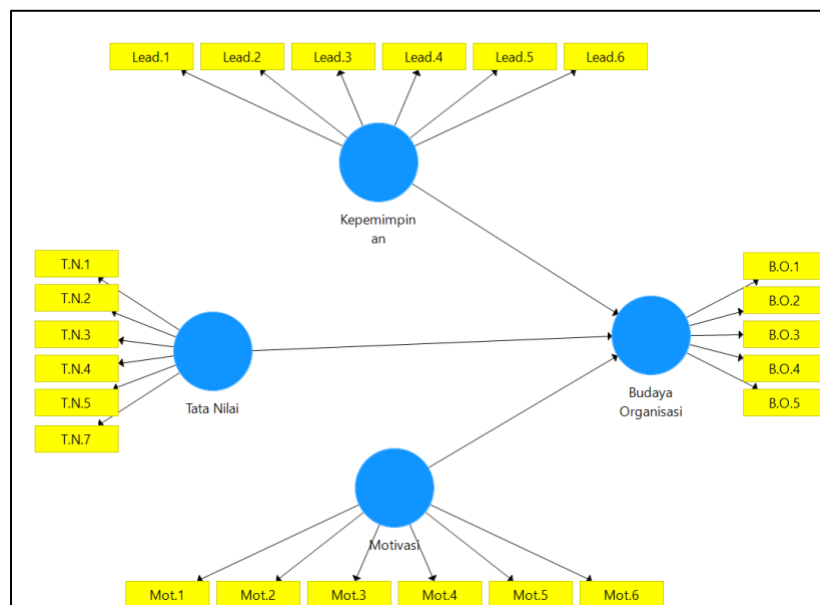 Lead.1
Lead.2
Lead.3
Lead.4
Lead.5
Lead.6
Kepemimpin
an
T.N.1
T.N.2
T.N.3
T.N.4
T.N.5
T.N.7
Tata Nilai
B.O.1
B.O.2
B.O.3
B.O.4
B.O.5
Budaya
Organisasi
Motivasi
Mot.1
Mot.2
Mot.3
Mot.4
Mot.5
Mot.6